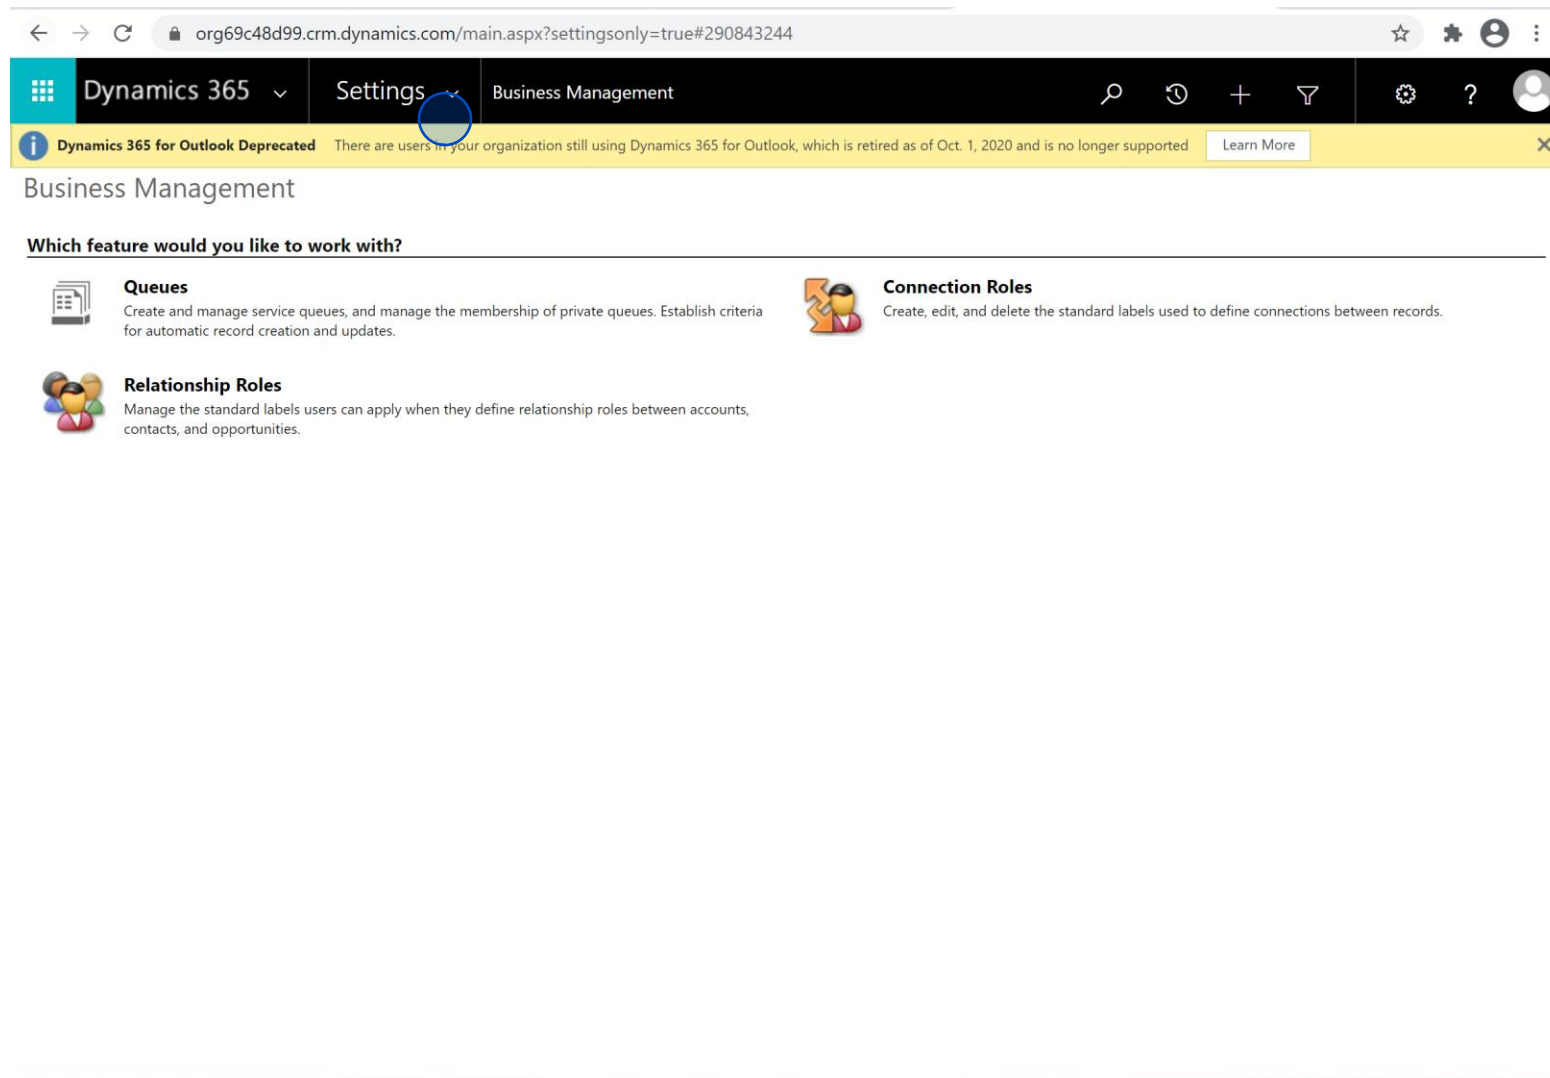 org69c48d99.crm.dynamics.com/main.aspx?settingsonly=true#290843244
Dynamics 365 Settings Business Management ?
Dynamics 365 for Outlook Deprecated There are users in your organization still using Dynamics 365 for Outlook, which is retired as of Oct. 1, 2020 and is no longer supported Learn More
Business Management
Which feature would you like to work with?
Queues
Create and manage service queues, and manage the membership of private queues. Establish criteria
for automatic record creation and updates.
Connection Roles
Create, edit, and delete the standard labels used to define connections between records.
Relationship Roles
Manage the standard labels users can apply when they define relationship roles between accounts,
contacts, and opportunities.